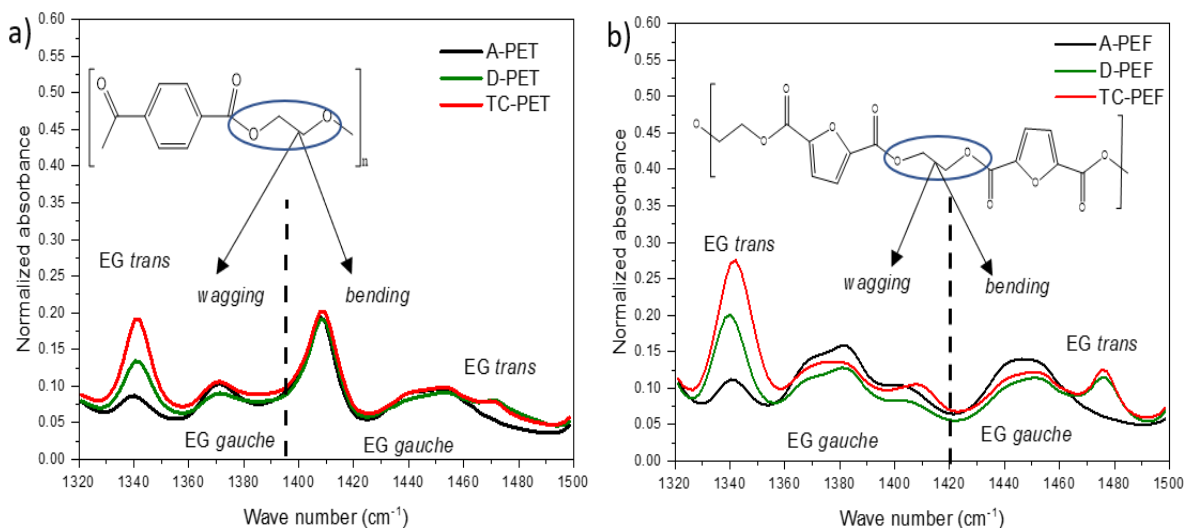 a)
Normalized absorbance
0.60
0.55
0.50
0.45
0.40
0.35
0.30
0.25
0.20
0.15
0.10
0.05
0.00
A-PET
D-PET
TC-PET
O
O
O
O
n
EG trans
wagging
bending
EG trans
EG gauche
EG gauche
1320
1340
1360
1380
1400
1420
1440
1460
1480
1500
Wave number (cm⁻¹)
b)
Normalized absorbance
0.60
0.55
0.50
0.45
0.40
0.35
0.30
0.25
0.20
0.15
0.10
0.05
0.00
A-PEF
D-PEF
TC-PEF
O
O
O
O
O
O
O
O
O
O
O
n
EG trans
wagging
bending
EG trans
EG gauche
EG gauche
1320
1340
1360
1380
1400
1420
1440
1460
1480
1500
Wave number (cm⁻¹)